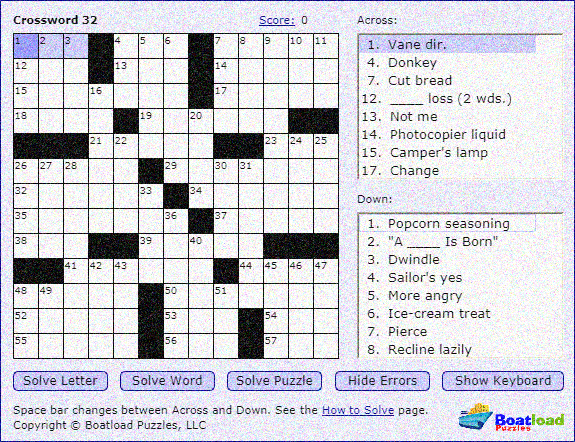 Crossword 32
Score: 0
1 2 3 4 5 6 7 8 9 10 11
12 13 14
15 16 17
18 19 20
21 22 23 24 25
26 27 28 29 30 31
32 33 34
35 36 37
38 39 40
41 42 43 44 45 46 47
48 49 50 51
52 53 54
55 56 57
Across:
1. Vane dir.
4. Donkey
7. Cut bread
12. ____ loss (2 wds.)
13. Not me
14. Photocopier liquid
15. Camper's lamp
17. Change
Down:
1. Popcorn seasoning
2. "A ____ Is Born"
3. Dwindle
4. Sailor's yes
5. More angry
6. Ice-cream treat
7. Pierce
8. Recline lazily
Solve Letter Solve Word Solve Puzzle Hide Errors Show Keyboard
Space bar changes between Across and Down. See the How to Solve page.
Copyright © Boatload Puzzles, LLC
Boatload
Puzzles